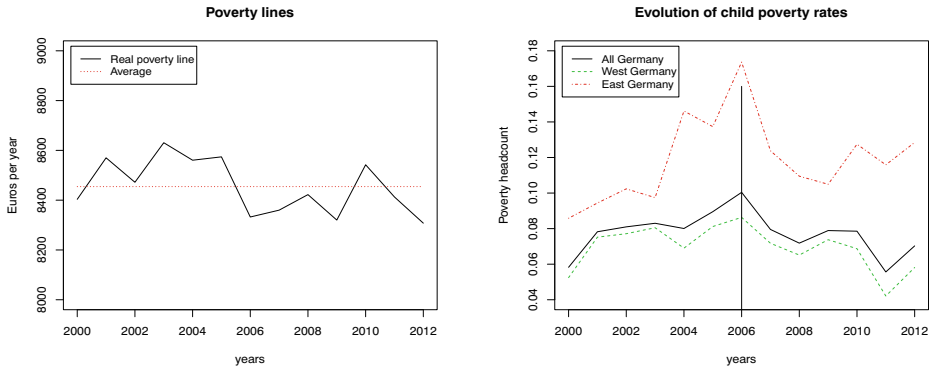 Poverty lines
Real poverty line
Average
Euros per year
9000
8800
8600
8400
8200
8000
2000 2002 2004 2006 2008 2010 2012
years
Evolution of child poverty rates
All Germany
West Germany
East Germany
Poverty headcount
0.18
0.16
0.14
0.12
0.10
0.08
0.06
0.04
2000 2002 2004 2006 2008 2010 2012
years